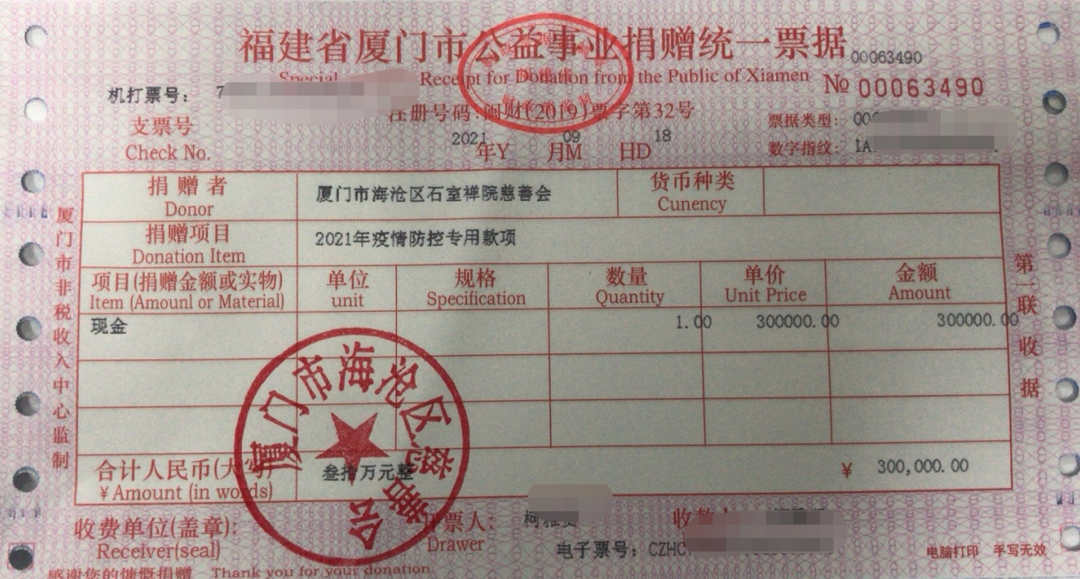 福建省厦门市公益事业捐赠统一票据
00063490
Special Receipt for Donation from the Public of Xiamen
№ 00063490
机打票号: 7
注册号码:闽财(2019)票字第32号
票据类型: 00
支票号
Check No.
2021 年Y 09 月M 18 日D
数字指纹: 1A
捐赠者
Donor
厦门市海沧区石室禅院慈善会
货币种类
Cunency
捐赠项目
Donation Item
2021年疫情防控专用款项
项目(捐赠金额或实物)
Item (Amounl or Material)
单位
unit
规格
Specification
数量
Quantity
单价
Unit Price
金额
Amount
现金 1.00 300000.00 300000.00
合计人民币(大写)
¥ Amount (in words)
叁拾万元整
¥ 300,000.00
厦门市海沧区慈善会
收费单位(盖章):
Receiver(seal)
开票人:
Drawer
柯雅
收款人
电子票号: CZHC
电脑打印 手写无效
感谢您的慷慨捐赠 Thank you for your donation.
厦门市非税收入中心监制
第一联 收据